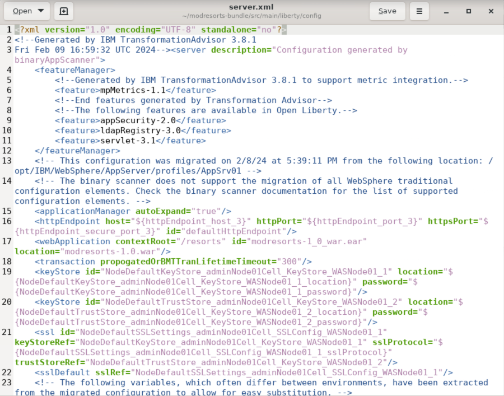 Open
server.xml
~/modresorts-bundle/src/main/liberty/config
Save
1 <?xml version="1.0" encoding="UTF-8" standalone="no"?>
2 <!--Generated by IBM TransformationAdvisor 3.8.1
3 Fri Feb 09 16:59:32 UTC 2024--><server description="Configuration generated by
binaryAppScanner">
4 <featureManager>
5 <!--Generated by IBM TransformationAdvisor 3.8.1 to support metric integration.-->
6 <feature>mpMetrics-1.1</feature>
7 <!--End features generated by Transformation Advisor-->
8 <!--The following features are available in Open Liberty.-->
9 <feature>appSecurity-2.0</feature>
10 <feature>ldapRegistry-3.0</feature>
11 <feature>servlet-3.1</feature>
12 </featureManager>
13 <!-- This configuration was migrated on 2/8/24 at 5:39:11 PM from the following location: /
opt/IBM/WebSphere/AppServer/profiles/AppSrv01 -->
14 <!-- The binary scanner does not support the migration of all WebSphere traditional
configuration elements. Check the binary scanner documentation for the list of supported
configuration elements. -->
15 <applicationManager autoExpand="true"/>
16 <httpEndpoint host="${httpEndpoint_host_3}" httpPort="${httpEndpoint_port_3}" httpsPort="$
{httpEndpoint_secure_port_3}" id="defaultHttpEndpoint"/>
17 <webApplication contextRoot="/resorts" id="modresorts-1_0_war.ear"
location="modresorts-1.0.war"/>
18 <transaction propogatedOrBMTTranLifetimeTimeout="300"/>
19 <keyStore id="NodeDefaultKeyStore_adminNode01Cell_KeyStore_WASNode01_1" location="$
{NodeDefaultKeyStore_adminNode01Cell_KeyStore_WASNode01_1_location}" password="$
{NodeDefaultKeyStore_adminNode01Cell_KeyStore_WASNode01_1_password}"/>
20 <keyStore id="NodeDefaultTrustStore_adminNode01Cell_KeyStore_WASNode01_2" location="$
{NodeDefaultTrustStore_adminNode01Cell_KeyStore_WASNode01_2_location}" password="$
{NodeDefaultTrustStore_adminNode01Cell_KeyStore_WASNode01_2_password}"/>
21 <ssl id="NodeDefaultSSLSettings_adminNode01Cell_SSLConfig_WASNode01_1"
keyStoreRef="NodeDefaultKeyStore_adminNode01Cell_KeyStore_WASNode01_1" sslProtocol="$
{NodeDefaultSSLSettings_adminNode01Cell_SSLConfig_WASNode01_1_sslProtocol}"
trustStoreRef="NodeDefaultTrustStore_adminNode01Cell_KeyStore_WASNode01_2"/>
22 <sslDefault sslRef="NodeDefaultSSLSettings_adminNode01Cell_SSLConfig_WASNode01_1"/>
23 <!-- The following variables, which often differ between environments, have been extracted
from the migrated configuration to allow for easy substitution. -->